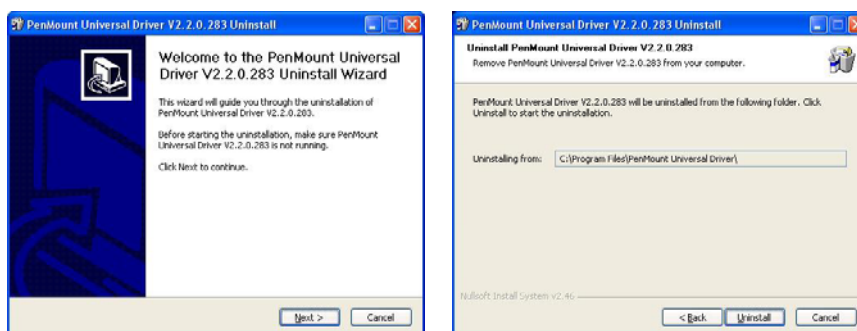 PenMount Universal Driver V2.2.0.283 Uninstall
Welcome to the PenMount Universal
Driver V2.2.0.283 Uninstall Wizard
This wizard will guide you through the uninstallation of
PenMount Universal Driver V2.2.0.283.
Before starting the uninstallation, make sure PenMount
Universal Driver V2.2.0.283 is not running.
Click Next to continue.
Next >
Cancel
PenMount Universal Driver V2.2.0.283 Uninstall
Uninstall PenMount Universal Driver V2.2.0.283
Remove PenMount Universal Driver V2.2.0.283 from your computer.
PenMount Universal Driver V2.2.0.283 will be uninstalled from the following folder. Click
Uninstall to start the uninstallation.
Uninstalling from:
C:\Program Files\PenMount Universal Driver\
Nullsoft Install System v2.46
< Back
Uninstall
Cancel